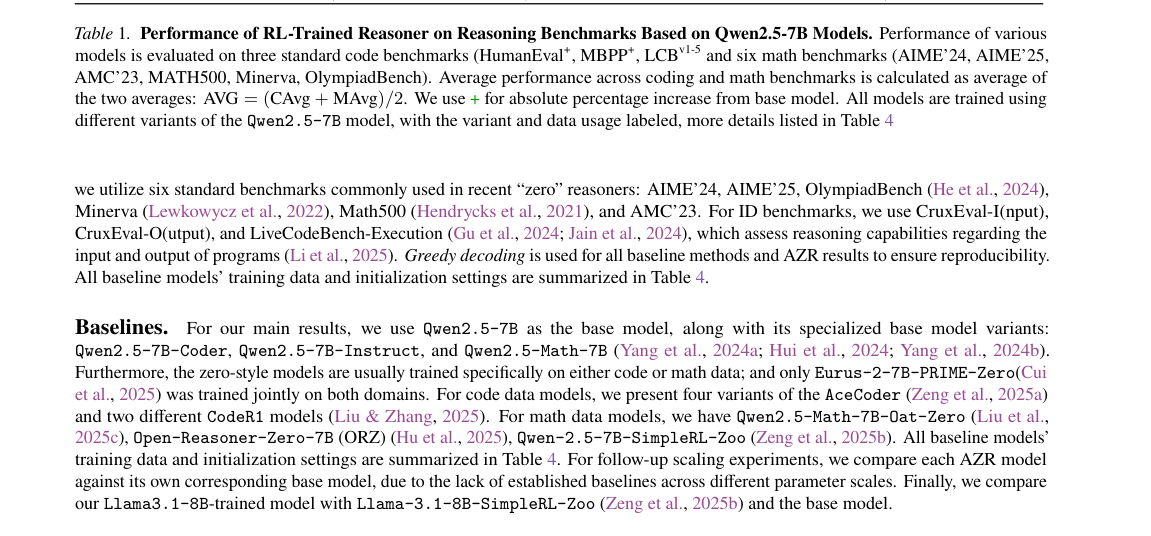 Table 1. Performance of RL-Trained Reasoner on Reasoning Benchmarks Based on Qwen2.5-7B Models. Performance of various
models is evaluated on three standard code benchmarks (HumanEval+, MBPP+, LCBv1-5 and six math benchmarks (AIME’24, AIME’25,
AMC’23, MATH500, Minerva, OlympiadBench). Average performance across coding and math benchmarks is calculated as average of
the two averages: AVG = (CAvg + MAvg)/2. We use + for absolute percentage increase from base model. All models are trained using
different variants of the Qwen2.5-7B model, with the variant and data usage labeled, more details listed in Table 4
we utilize six standard benchmarks commonly used in recent “zero” reasoners: AIME’24, AIME’25, OlympiadBench (He et al., 2024),
Minerva (Lewkowycz et al., 2022), Math500 (Hendrycks et al., 2021), and AMC’23. For ID benchmarks, we use CruxEval-I(nput),
CruxEval-O(utput), and LiveCodeBench-Execution (Gu et al., 2024; Jain et al., 2024), which assess reasoning capabilities regarding the
input and output of programs (Li et al., 2025). Greedy decoding is used for all baseline methods and AZR results to ensure reproducibility.
All baseline models’ training data and initialization settings are summarized in Table 4.
Baselines. For our main results, we use Qwen2.5-7B as the base model, along with its specialized base model variants:
Qwen2.5-7B-Coder, Qwen2.5-7B-Instruct, and Qwen2.5-Math-7B (Yang et al., 2024a; Hui et al., 2024; Yang et al., 2024b).
Furthermore, the zero-style models are usually trained specifically on either code or math data; and only Eurus-2-7B-PRIME-Zero(Cui
et al., 2025) was trained jointly on both domains. For code data models, we present four variants of the AceCoder (Zeng et al., 2025a)
and two different CodeR1 models (Liu & Zhang, 2025). For math data models, we have Qwen2.5-Math-7B-Oat-Zero (Liu et al.,
2025c), Open-Reasoner-Zero-7B (ORZ) (Hu et al., 2025), Qwen-2.5-7B-SimpleRL-Zoo (Zeng et al., 2025b). All baseline models’
training data and initialization settings are summarized in Table 4. For follow-up scaling experiments, we compare each AZR model
against its own corresponding base model, due to the lack of established baselines across different parameter scales. Finally, we compare
our Llama3.1-8B-trained model with Llama-3.1-8B-SimpleRL-Zoo (Zeng et al., 2025b) and the base model.